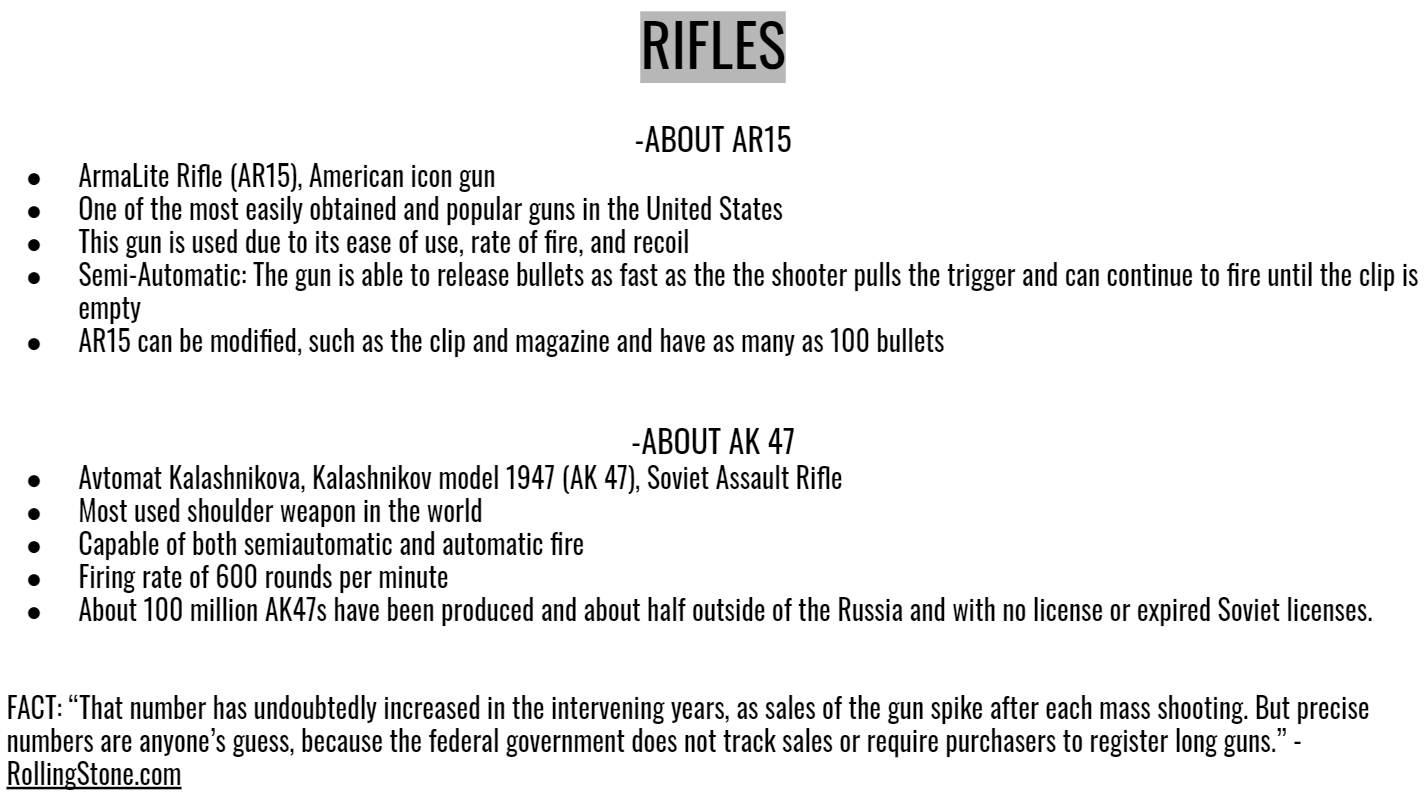 RIFLES
-ABOUT AR15
● ArmaLite Rifle (AR15), American icon gun
● One of the most easily obtained and popular guns in the United States
● This gun is used due to its ease of use, rate of fire, and recoil
● Semi-Automatic: The gun is able to release bullets as fast as the the shooter pulls the trigger and can continue to fire until the clip is
empty
● AR15 can be modified, such as the clip and magazine and have as many as 100 bullets
-ABOUT AK 47
● Avtomat Kalashnikova, Kalashnikov model 1947 (AK 47), Soviet Assault Rifle
● Most used shoulder weapon in the world
● Capable of both semiautomatic and automatic fire
● Firing rate of 600 rounds per minute
● About 100 million AK47s have been produced and about half outside of the Russia and with no license or expired Soviet licenses.
FACT: “That number has undoubtedly increased in the intervening years, as sales of the gun spike after each mass shooting. But precise
numbers are anyone’s guess, because the federal government does not track sales or require purchasers to register long guns.” -
RollingStone.com